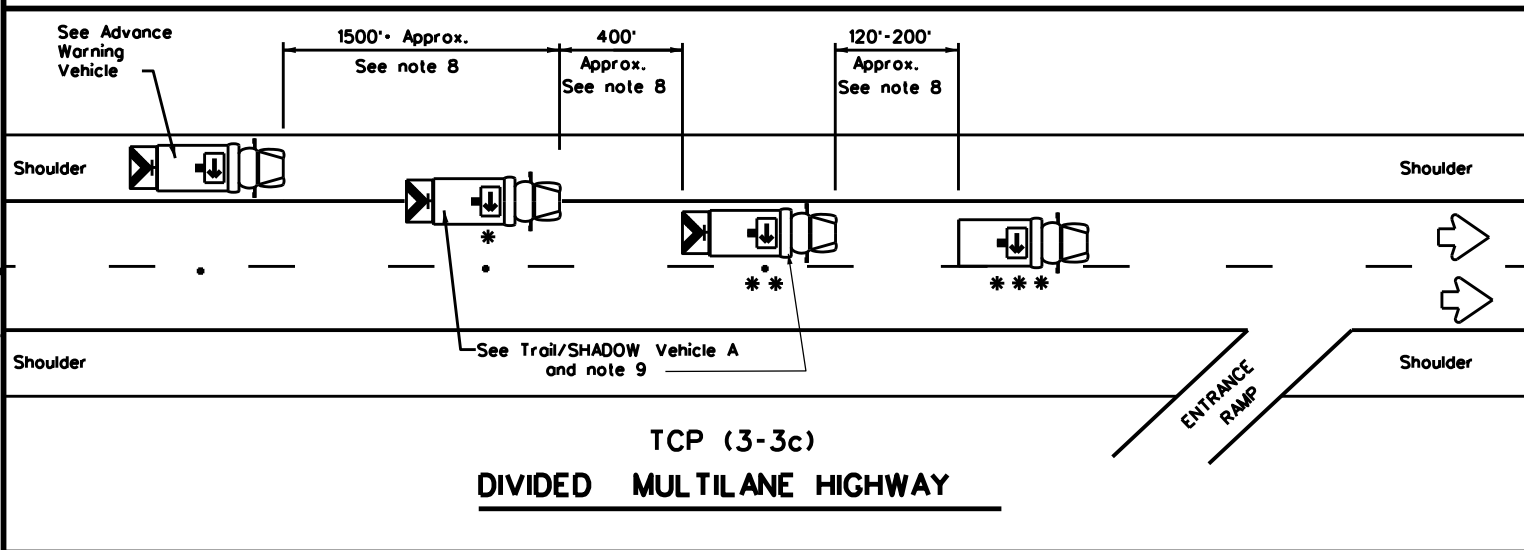 See Advance
Warning
Vehicle
1500'+ Approx.
See note 8
400'
Approx.
See note 8
120'-200'
Approx.
See note 8
Shoulder
Shoulder
*
* *
* * *
See Trail/SHADOW Vehicle A
and note 9
Shoulder
Shoulder
ENTRANCE
RAMP
TCP (3-3c)
DIVIDED MULTILANE HIGHWAY